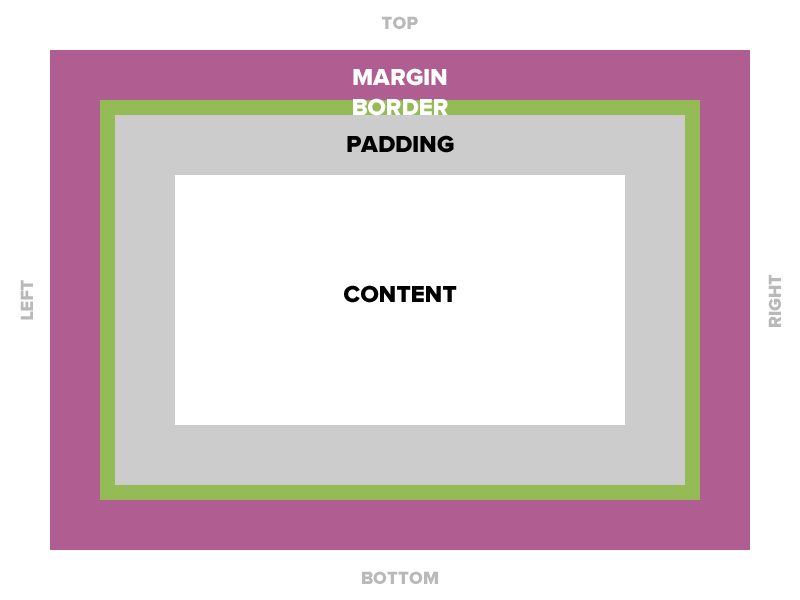 TOP
MARGIN
BORDER
PADDING
CONTENT
LEFT
RIGHT
BOTTOM